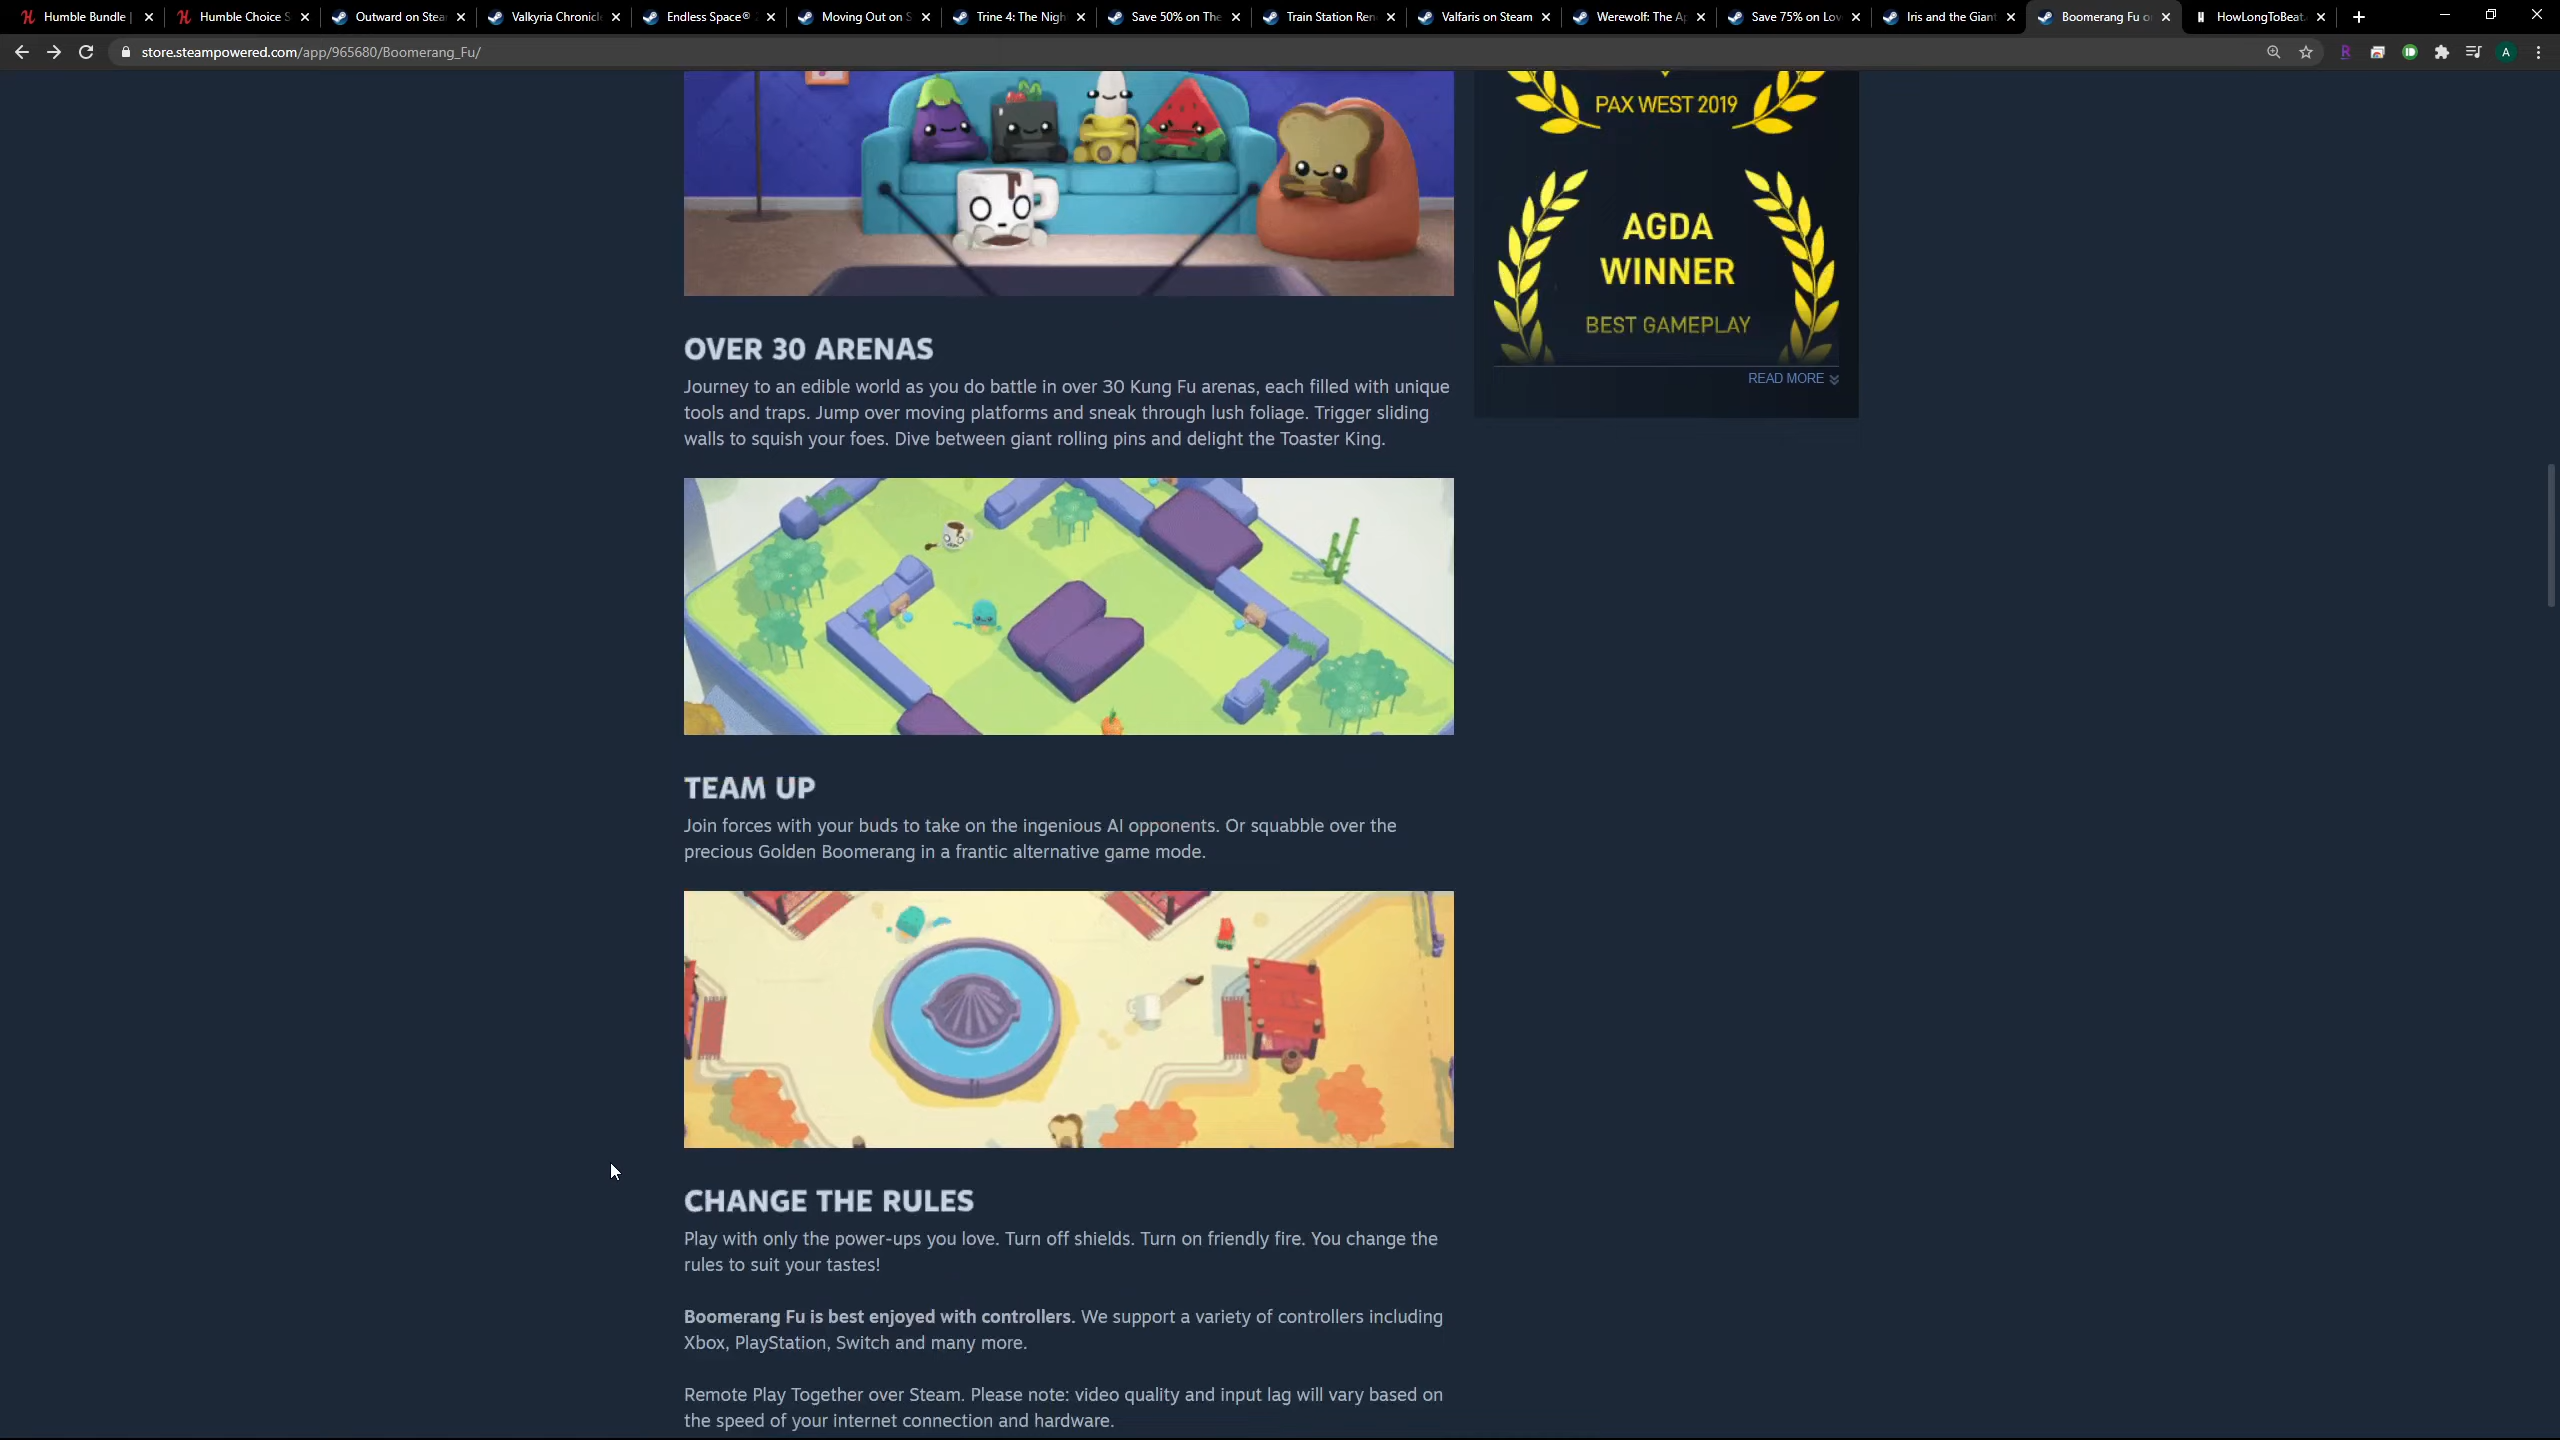 Humble Bundle |
Humble Choice S
Outward on Stea
Valkyria Chronicl
Endless Space®
Moving Out on S
Trine 4: The Nigh
Save 50% on The
Train Station Ren
Valfaris on Steam
Werewolf: The Ap
Save 75% on Lov
Iris and the Giant
Boomerang Fu o
HowLongToBeat.
store.steampowered.com/app/965680/Boomerang_Fu/
PAX WEST 2019
AGDA
WINNER
BEST GAMEPLAY
READ MORE
OVER 30 ARENAS
Journey to an edible world as you do battle in over 30 Kung Fu arenas, each filled with unique
tools and traps. Jump over moving platforms and sneak through lush foliage. Trigger sliding
walls to squish your foes. Dive between giant rolling pins and delight the Toaster King.
TEAM UP
Join forces with your buds to take on the ingenious AI opponents. Or squabble over the
precious Golden Boomerang in a frantic alternative game mode.
CHANGE THE RULES
Play with only the power-ups you love. Turn off shields. Turn on friendly fire. You change the
rules to suit your tastes!
Boomerang Fu is best enjoyed with controllers. We support a variety of controllers including
Xbox, PlayStation, Switch and many more.
Remote Play Together over Steam. Please note: video quality and input lag will vary based on
the speed of your internet connection and hardware.